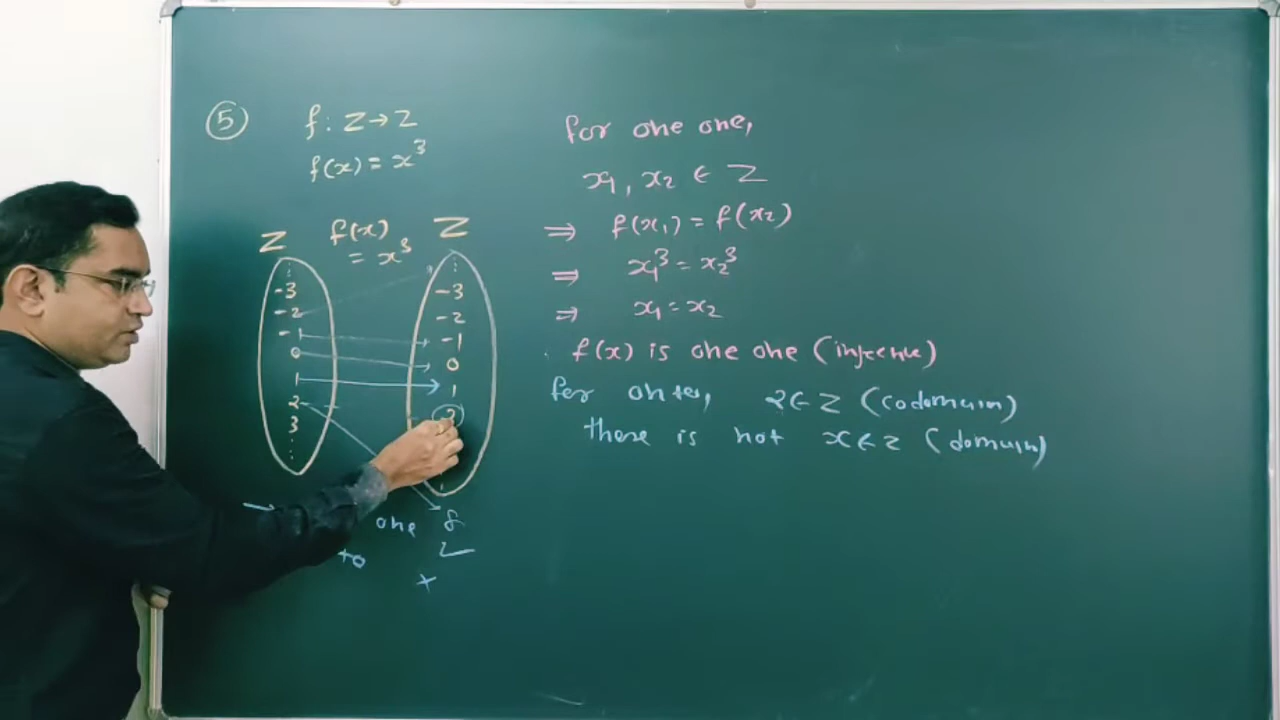 ⑤ f: Z→Z
f(x) = x³
Z f(x) Z
= x³
-3
-2
-1
0
1
2
3
-3
-2
-1
0
1
one 8
to
For one one,
x₁, x₂ ∈ Z
⇒ f(x₁) = f(x₂)
⇒ x₁³ = x₂³
⇒ x₁ = x₂
f(x) is one one (injective)
for onto, 2 ∈ Z (codomain)
there is not x ∈ Z (domain)